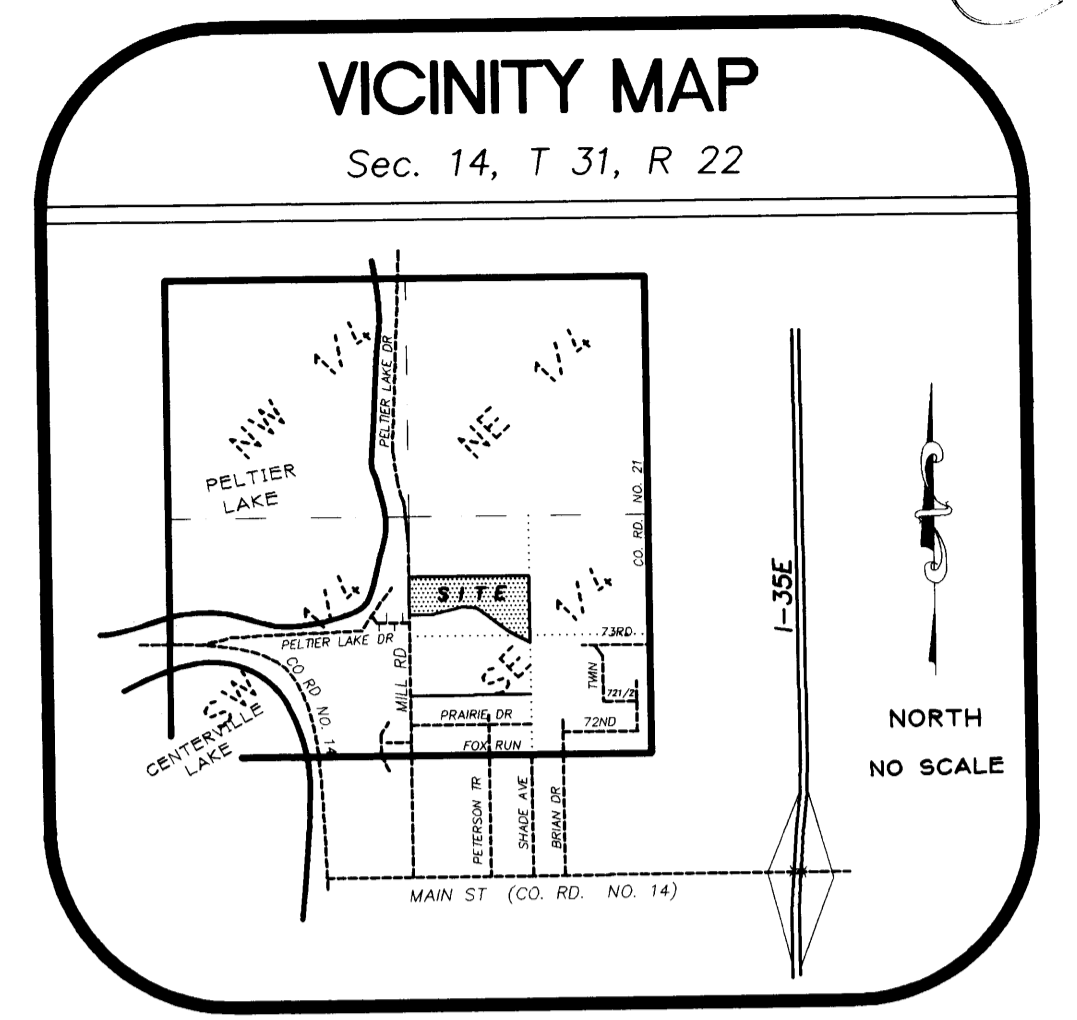 VICINITY MAP
Sec. 14, T 31, R 22
NW 1/4
NE 1/4
PELTIER LAKE DR
PELTIER
LAKE
CO. RD. NO. 21
I-35E
SITE
SW 1/4
SE 1/4
PELTIER LAKE DR
73RD
CO RD NO. 14
MILL RD
TWIN
721/2
PRAIRIE DR
72ND
FOX RUN
CENTERVILLE
LAKE
PETERSON TR
SHADE AVE
BRIAN DR
MAIN ST (CO. RD. NO. 14)
NORTH
NO SCALE